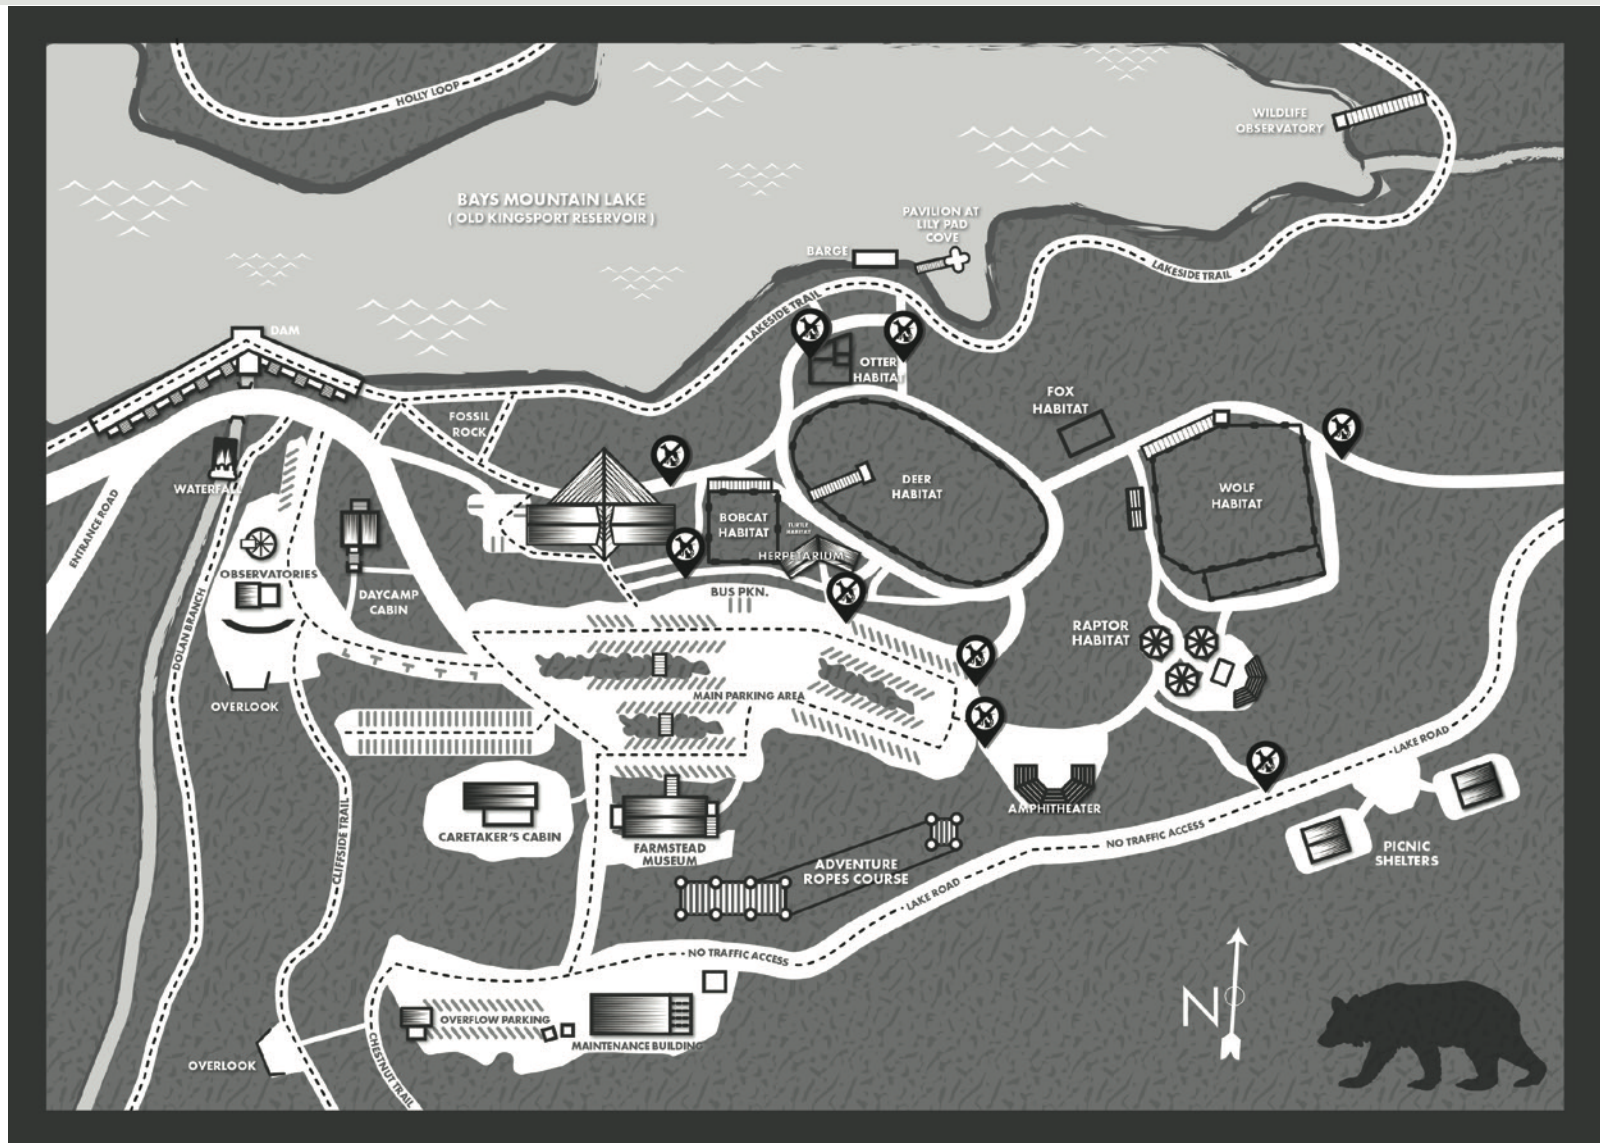 HOLLY LOOP
WILDLIFE
OBSERVATORY
BAYS MOUNTAIN LAKE
( OLD KINGSPORT RESERVOIR )
PAVILION AT
LILY PAD
COVE
BARGE
LAKESIDE TRAIL
LAKESIDE TRAIL
DAM
OTTER
HABITAT
FOX
HABITAT
FOSSIL
ROCK
WATERFALL
ENTRANCE ROAD
DEER
HABITAT
WOLF
HABITAT
BOBCAT
HABITAT
TURTLE
HABITAT
HERPETARIUM
OBSERVATORIES
DAYCAMP
CABIN
BUS PKN.
DOLAN BRANCH
RAPTOR
HABITAT
OVERLOOK
MAIN PARKING AREA
LAKE ROAD
AMPHITHEATER
CARETAKER'S CABIN
FARMSTEAD
MUSEUM
CLIFFSIDE TRAIL
NO TRAFFIC ACCESS
PICNIC
SHELTERS
ADVENTURE
ROPES COURSE
LAKE ROAD
NO TRAFFIC ACCESS
OVERFLOW PARKING
MAINTENANCE BUILDING
N
OVERLOOK
CHESTNUT TRAIL